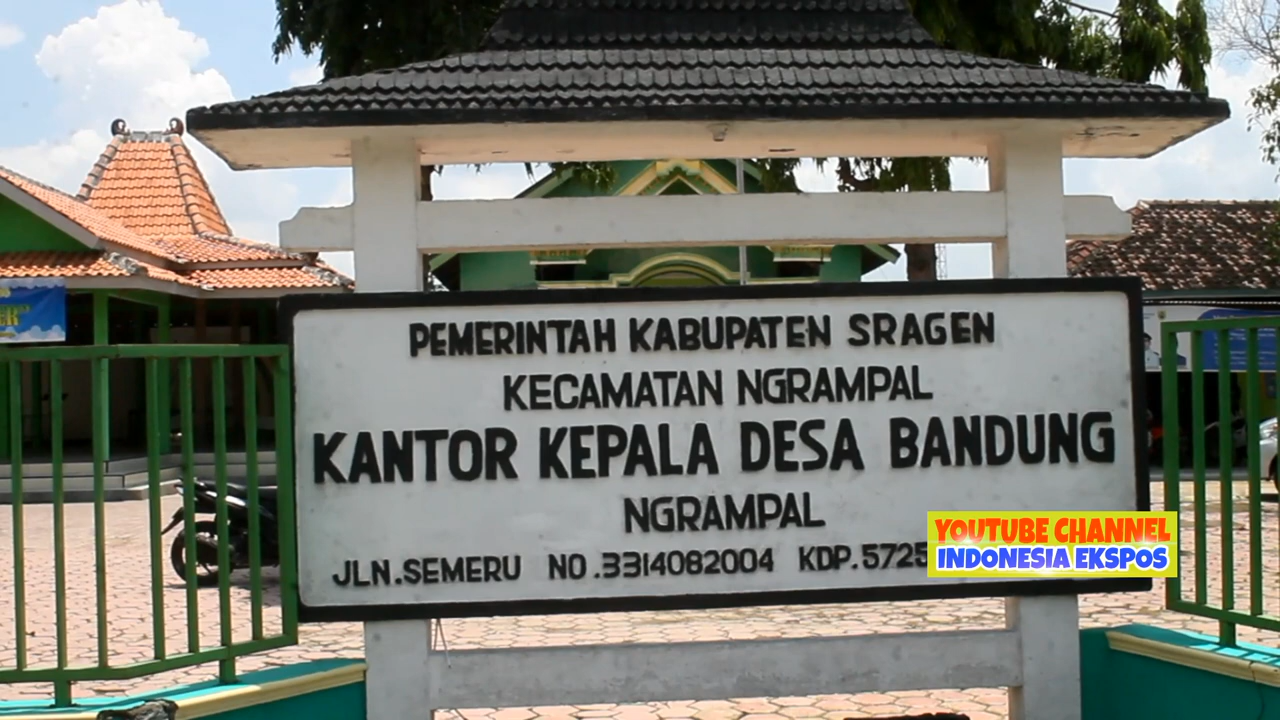 PEMERINTAH KABUPATEN SRAGEN
KECAMATAN NGRAMPAL
KANTOR KEPALA DESA BANDUNG
NGRAMPAL
JLN.SEMERU NO.3314082004 KDP.5725
YOUTUBE CHANNEL
INDONESIA EKSPOS